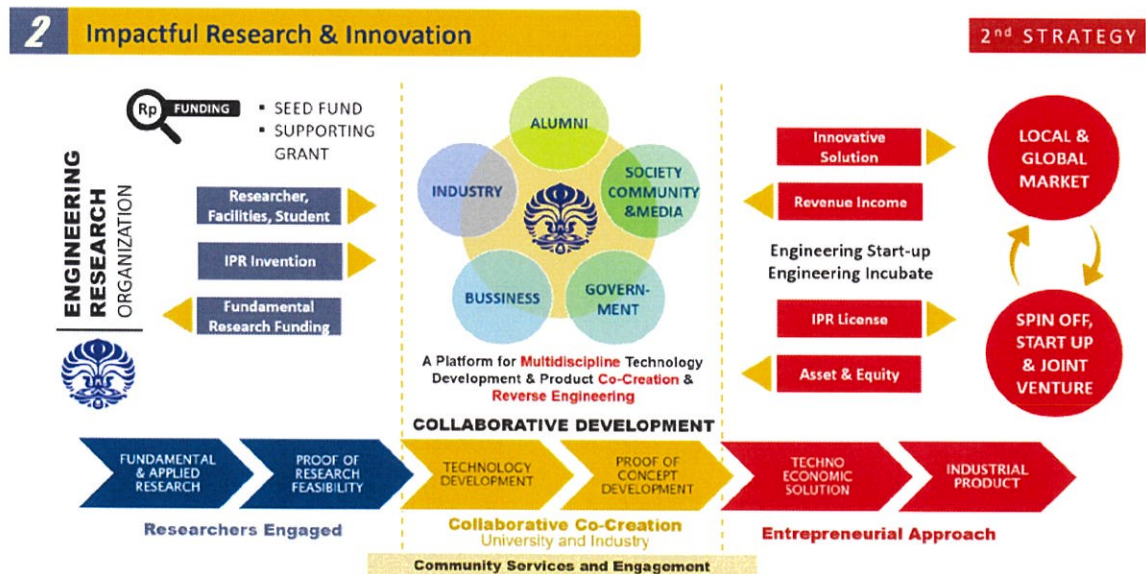 2 Impactful Research & Innovation
2nd STRATEGY
Rp FUNDING
▪ SEED FUND
▪ SUPPORTING
GRANT
ENGINEERING
RESEARCH
ORGANIZATION
Researcher,
Facilities, Student
IPR Invention
Fundamental
Research Funding
ALUMNI
INDUSTRY
SOCIETY
COMMUNITY
&MEDIA
BUSSINESS
GOVERN-
MENT
A Platform for Multidiscipline Technology
Development & Product Co-Creation &
Reverse Engineering
COLLABORATIVE DEVELOPMENT
Innovative
Solution
Revenue Income
Engineering Start-up
Engineering Incubate
IPR License
Asset & Equity
LOCAL &
GLOBAL
MARKET
SPIN OFF,
START UP
& JOINT
VENTURE
FUNDAMENTAL
& APPLIED
RESEARCH
PROOF OF
RESEARCH
FEASIBILITY
TECHNOLOGY
DEVELOPMENT
PROOF OF
CONCEPT
DEVELOPMENT
TECHNO
ECONOMIC
SOLUTION
INDUSTRIAL
PRODUCT
Researchers Engaged
Collaborative Co-Creation
University and Industry
Entrepreneurial Approach
Community Services and Engagement